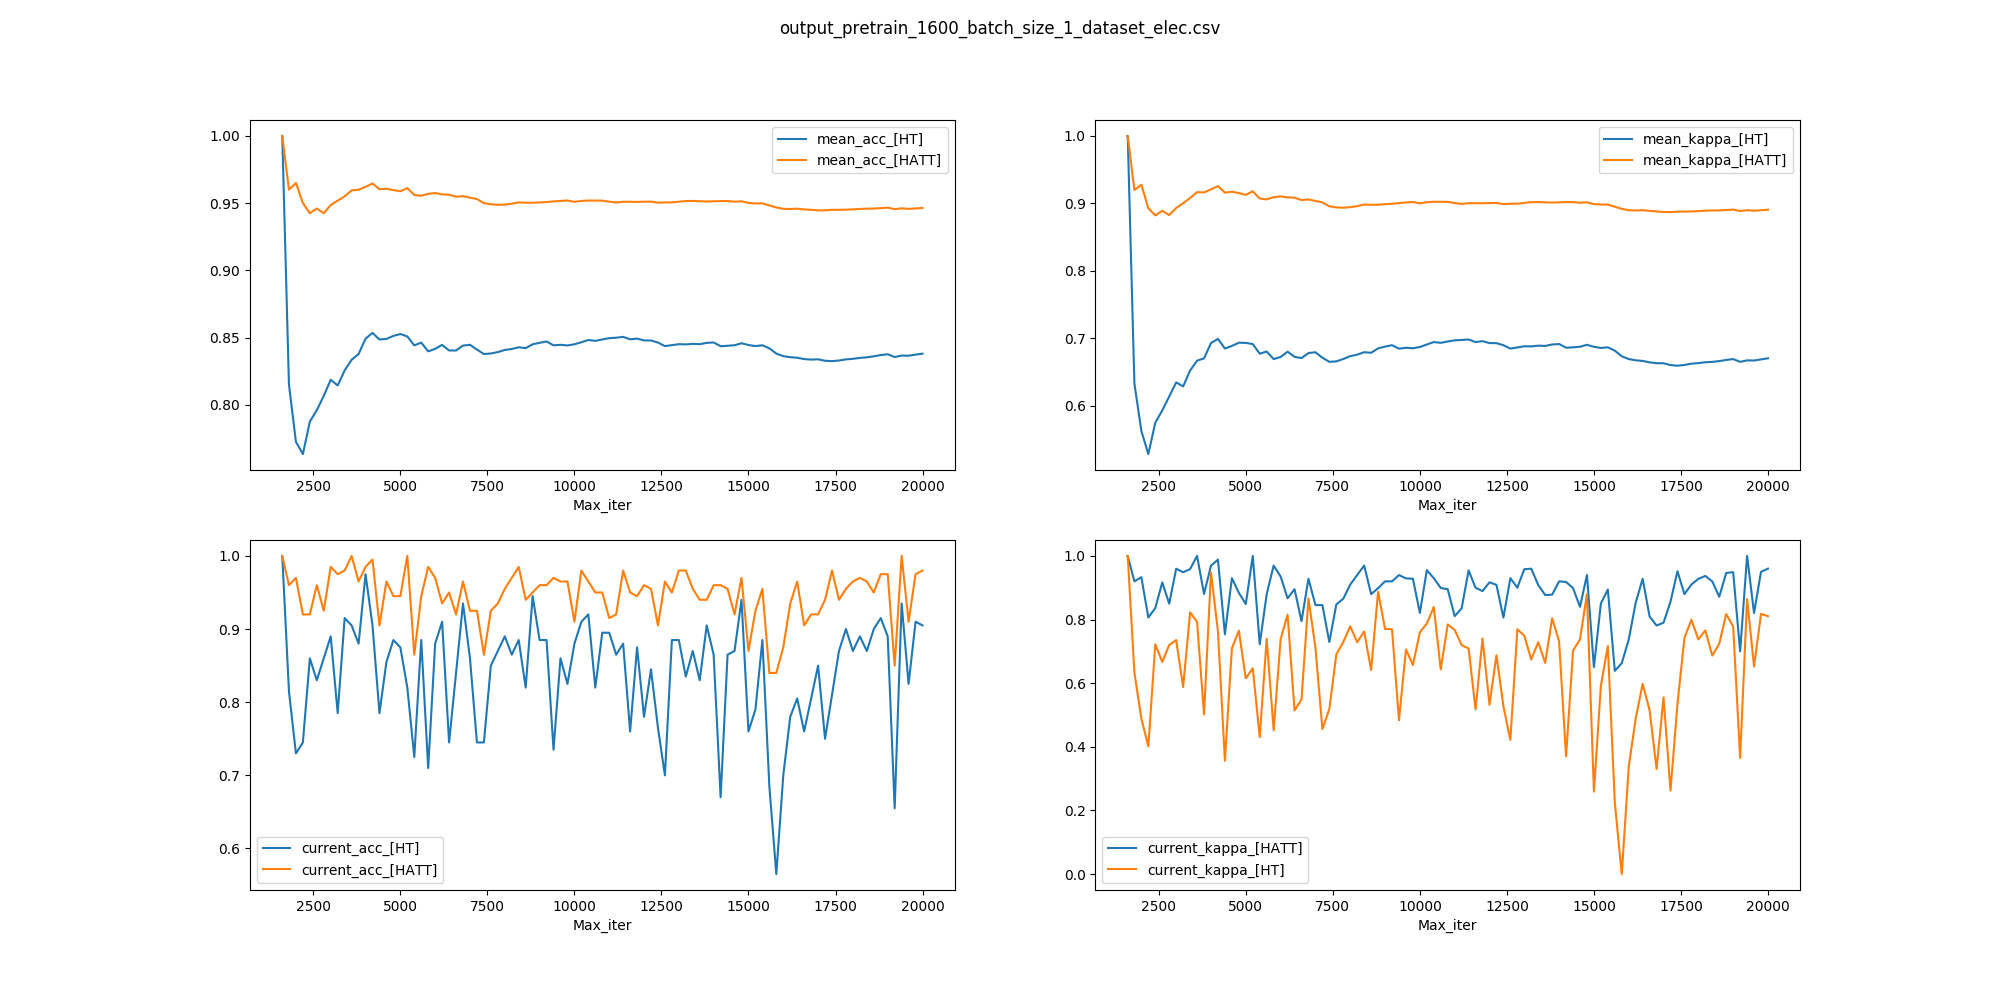 output_pretrain_1600_batch_size_1_dataset_elec.csv
mean_acc_[HT]
mean_acc_[HATT]
1.00
0.95
0.90
0.85
0.80
2500 5000 7500 10000 12500 15000 17500 20000
Max_iter
mean_kappa_[HT]
mean_kappa_[HATT]
1.0
0.9
0.8
0.7
0.6
2500 5000 7500 10000 12500 15000 17500 20000
Max_iter
1.0
0.9
0.8
0.7
0.6
current_acc_[HT]
current_acc_[HATT]
2500 5000 7500 10000 12500 15000 17500 20000
Max_iter
1.0
0.8
0.6
0.4
0.2
0.0
current_kappa_[HATT]
current_kappa_[HT]
2500 5000 7500 10000 12500 15000 17500 20000
Max_iter